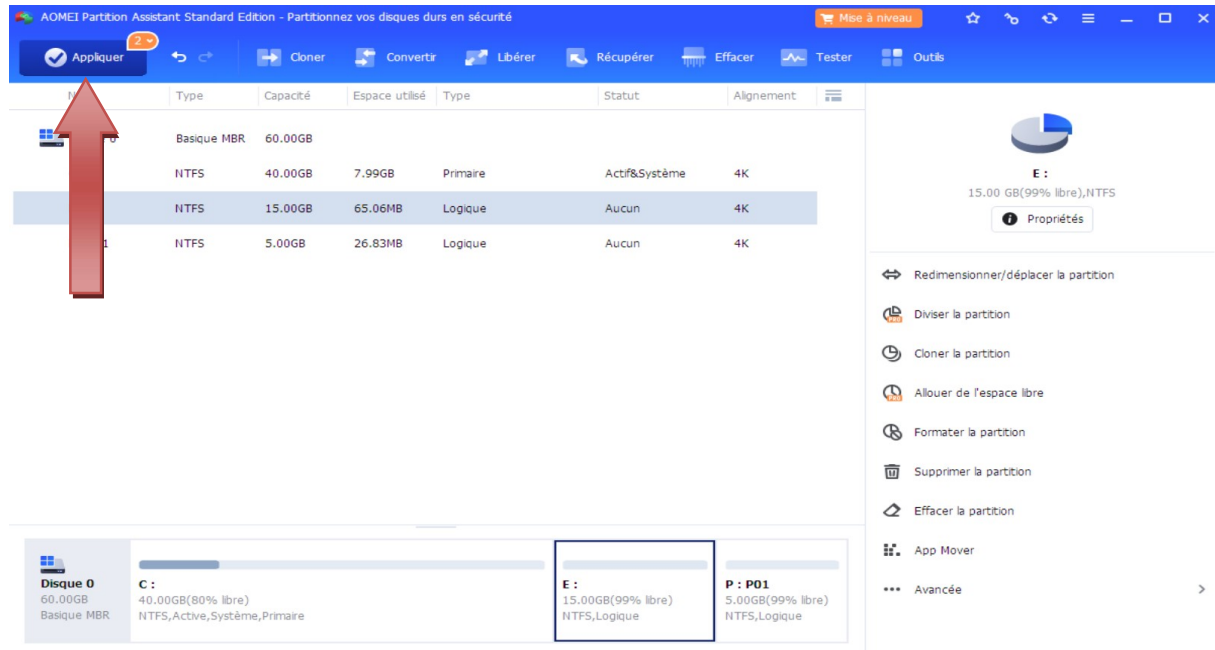 AOMEI Partition Assistant Standard Edition - Partitionnez vos disques durs en sécurité
Mise à niveau
Appliquer
2
Cloner
Convertir
Libérer
Récupérer
Effacer
Tester
Outils
Type Capacité Espace utilisé Type Statut Alignement
0 Basique MBR 60.00GB
NTFS 40.00GB 7.99GB Primaire Actif&Système 4K
NTFS 15.00GB 65.06MB Logique Aucun 4K
1 NTFS 5.00GB 26.83MB Logique Aucun 4K
E :
15.00 GB(99% libre),NTFS
Propriétés
Redimensionner/déplacer la partition
Diviser la partition
Cloner la partition
Allouer de l'espace libre
Formater la partition
Supprimer la partition
Effacer la partition
App Mover
Avancée
Disque 0
60.00GB
Basique MBR
C :
40.00GB(80% libre)
NTFS,Active,Système,Primaire
E :
15.00GB(99% libre)
NTFS,Logique
P : P01
5.00GB(99% libre)
NTFS,Logique